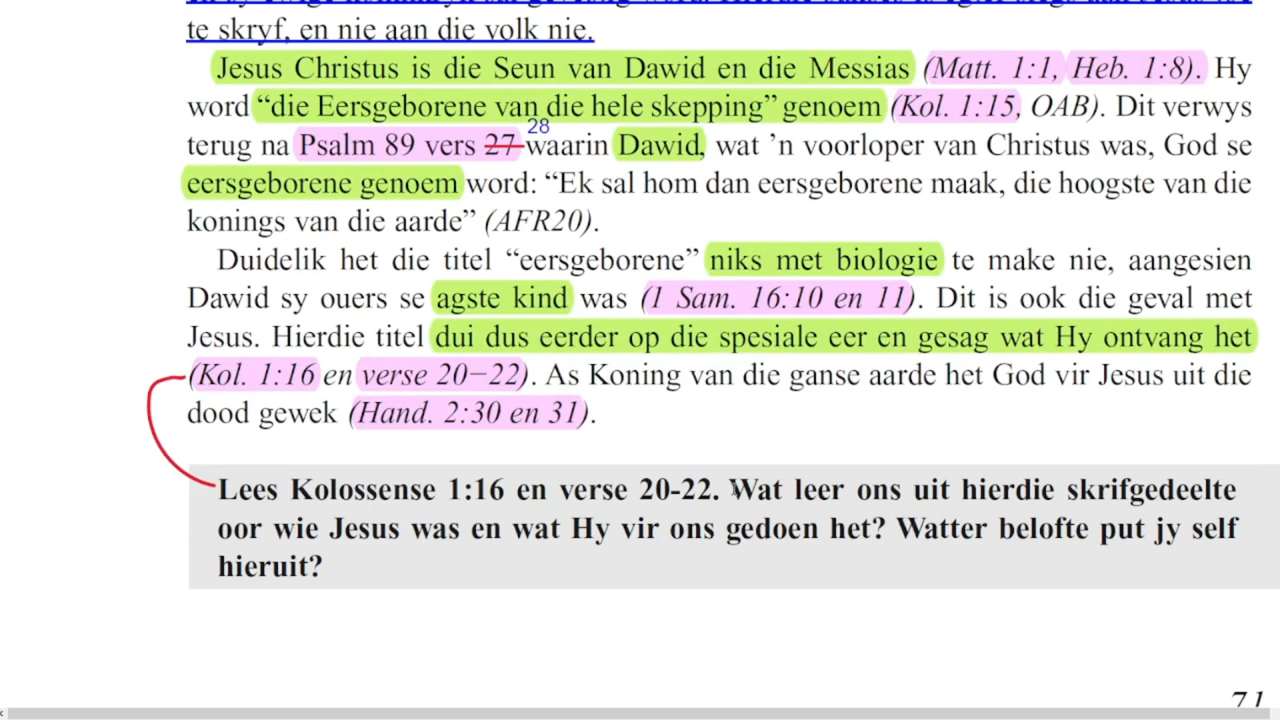 te skryf, en nie aan die volk nie.
Jesus Christus is die Seun van Dawid en die Messias (Matt. 1:1, Heb. 1:8). Hy
word “die Eersgeborene van die hele skepping” genoem (Kol. 1:15, OAB). Dit verwys
28
terug na Psalm 89 vers 27 waarin Dawid, wat ’n voorloper van Christus was, God se
eersgeborene genoem word: “Ek sal hom dan eersgeborene maak, die hoogste van die
konings van die aarde” (AFR20).
Duidelik het die titel “eersgeborene” niks met biologie te make nie, aangesien
Dawid sy ouers se agste kind was (1 Sam. 16:10 en 11). Dit is ook die geval met
Jesus. Hierdie titel dui dus eerder op die spesiale eer en gesag wat Hy ontvang het
(Kol. 1:16 en verse 20−22). As Koning van die ganse aarde het God vir Jesus uit die
dood gewek (Hand. 2:30 en 31).
Lees Kolossense 1:16 en verse 20-22. Wat leer ons uit hierdie skrifgedeelte
oor wie Jesus was en wat Hy vir ons gedoen het? Watter belofte put jy self
hieruit?
71